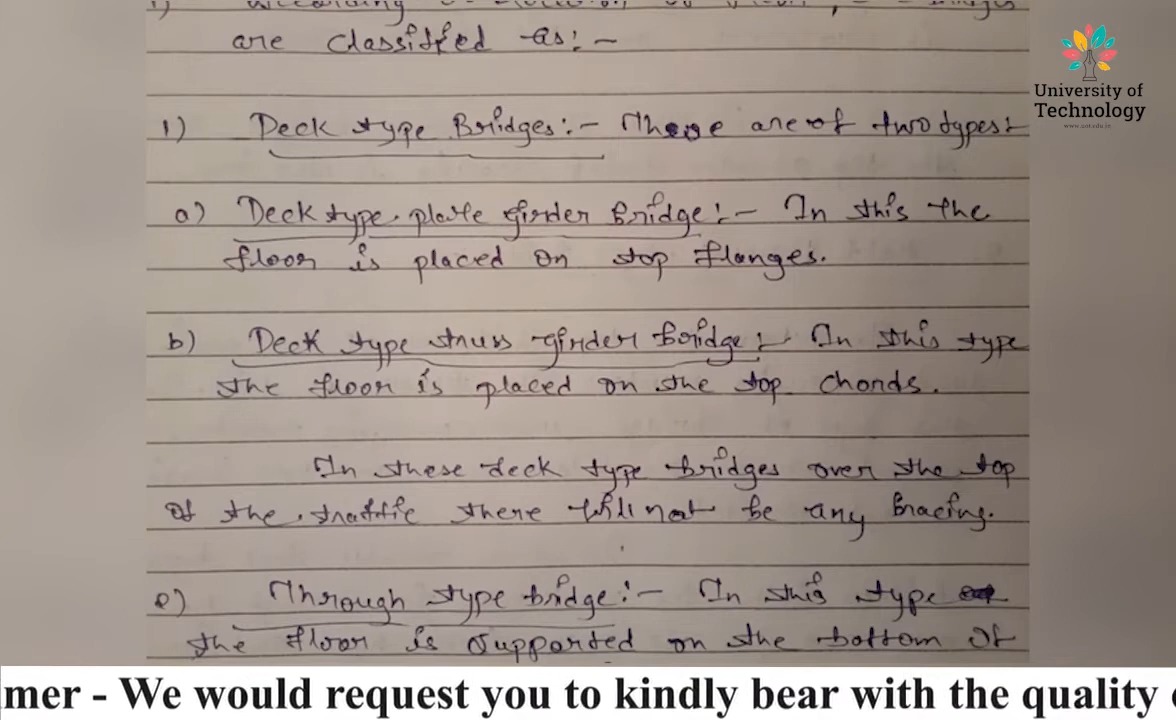 are classified as:-
1) Deck type Bridges:- These are of two types:
a) Deck type plate girder bridge:- In this the
floor is placed on top flanges.
b) Deck type truss girder bridge:- In this type
the floor is placed on the top chords.
In these deck type bridges over the top
of the traffic there will not be any bracing.
e) Through type bridge:- In this type
the floor is supported on the bottom of
University of
Technology
mer - We would request you to kindly bear with the quality